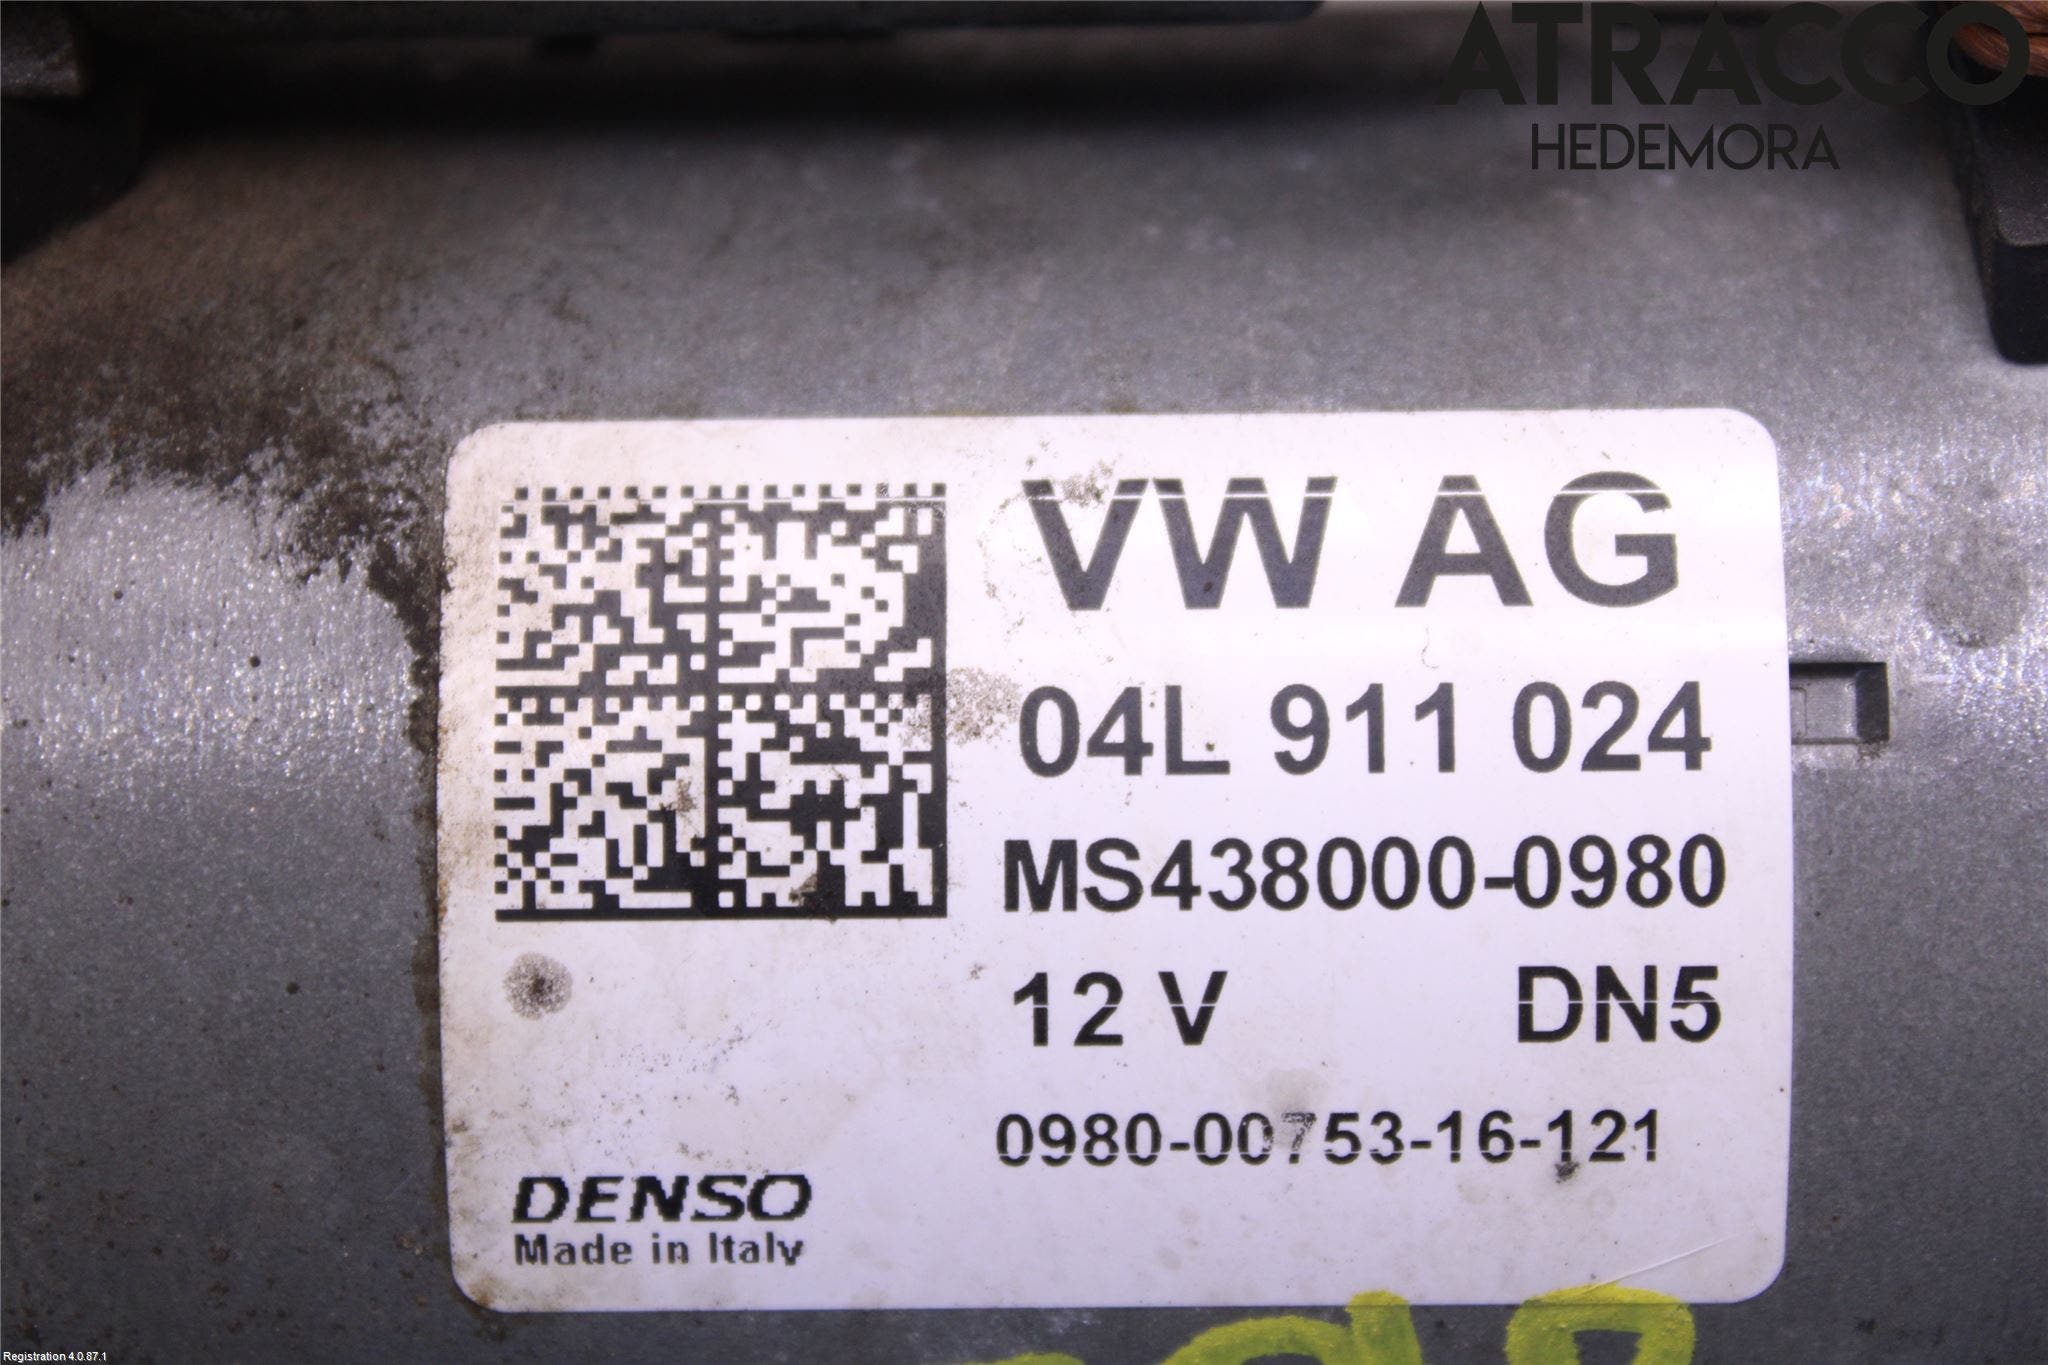 ATRACCO
HEDEMORA
VW AG
04L 911 024
MS438000-0980
12 V DN5
0980-00753-16-121
DENSO
Made in Italy
Registration 4.0.87.1